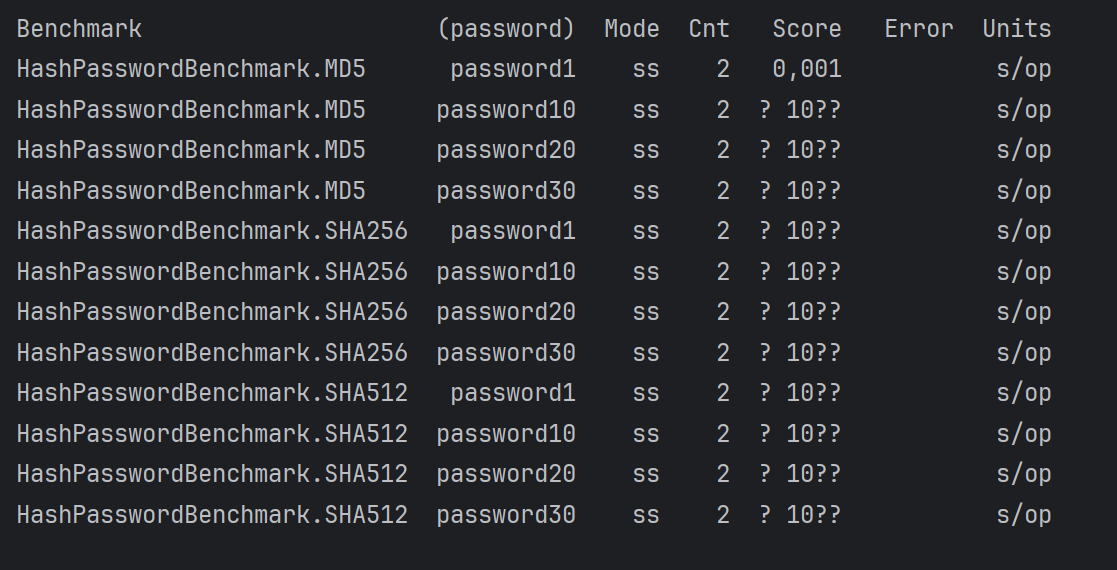 Benchmark (password) Mode Cnt Score Error Units
HashPasswordBenchmark.MD5 password1 ss 2 0,001 s/op
HashPasswordBenchmark.MD5 password10 ss 2 ? 10?? s/op
HashPasswordBenchmark.MD5 password20 ss 2 ? 10?? s/op
HashPasswordBenchmark.MD5 password30 ss 2 ? 10?? s/op
HashPasswordBenchmark.SHA256 password1 ss 2 ? 10?? s/op
HashPasswordBenchmark.SHA256 password10 ss 2 ? 10?? s/op
HashPasswordBenchmark.SHA256 password20 ss 2 ? 10?? s/op
HashPasswordBenchmark.SHA256 password30 ss 2 ? 10?? s/op
HashPasswordBenchmark.SHA512 password1 ss 2 ? 10?? s/op
HashPasswordBenchmark.SHA512 password10 ss 2 ? 10?? s/op
HashPasswordBenchmark.SHA512 password20 ss 2 ? 10?? s/op
HashPasswordBenchmark.SHA512 password30 ss 2 ? 10?? s/op